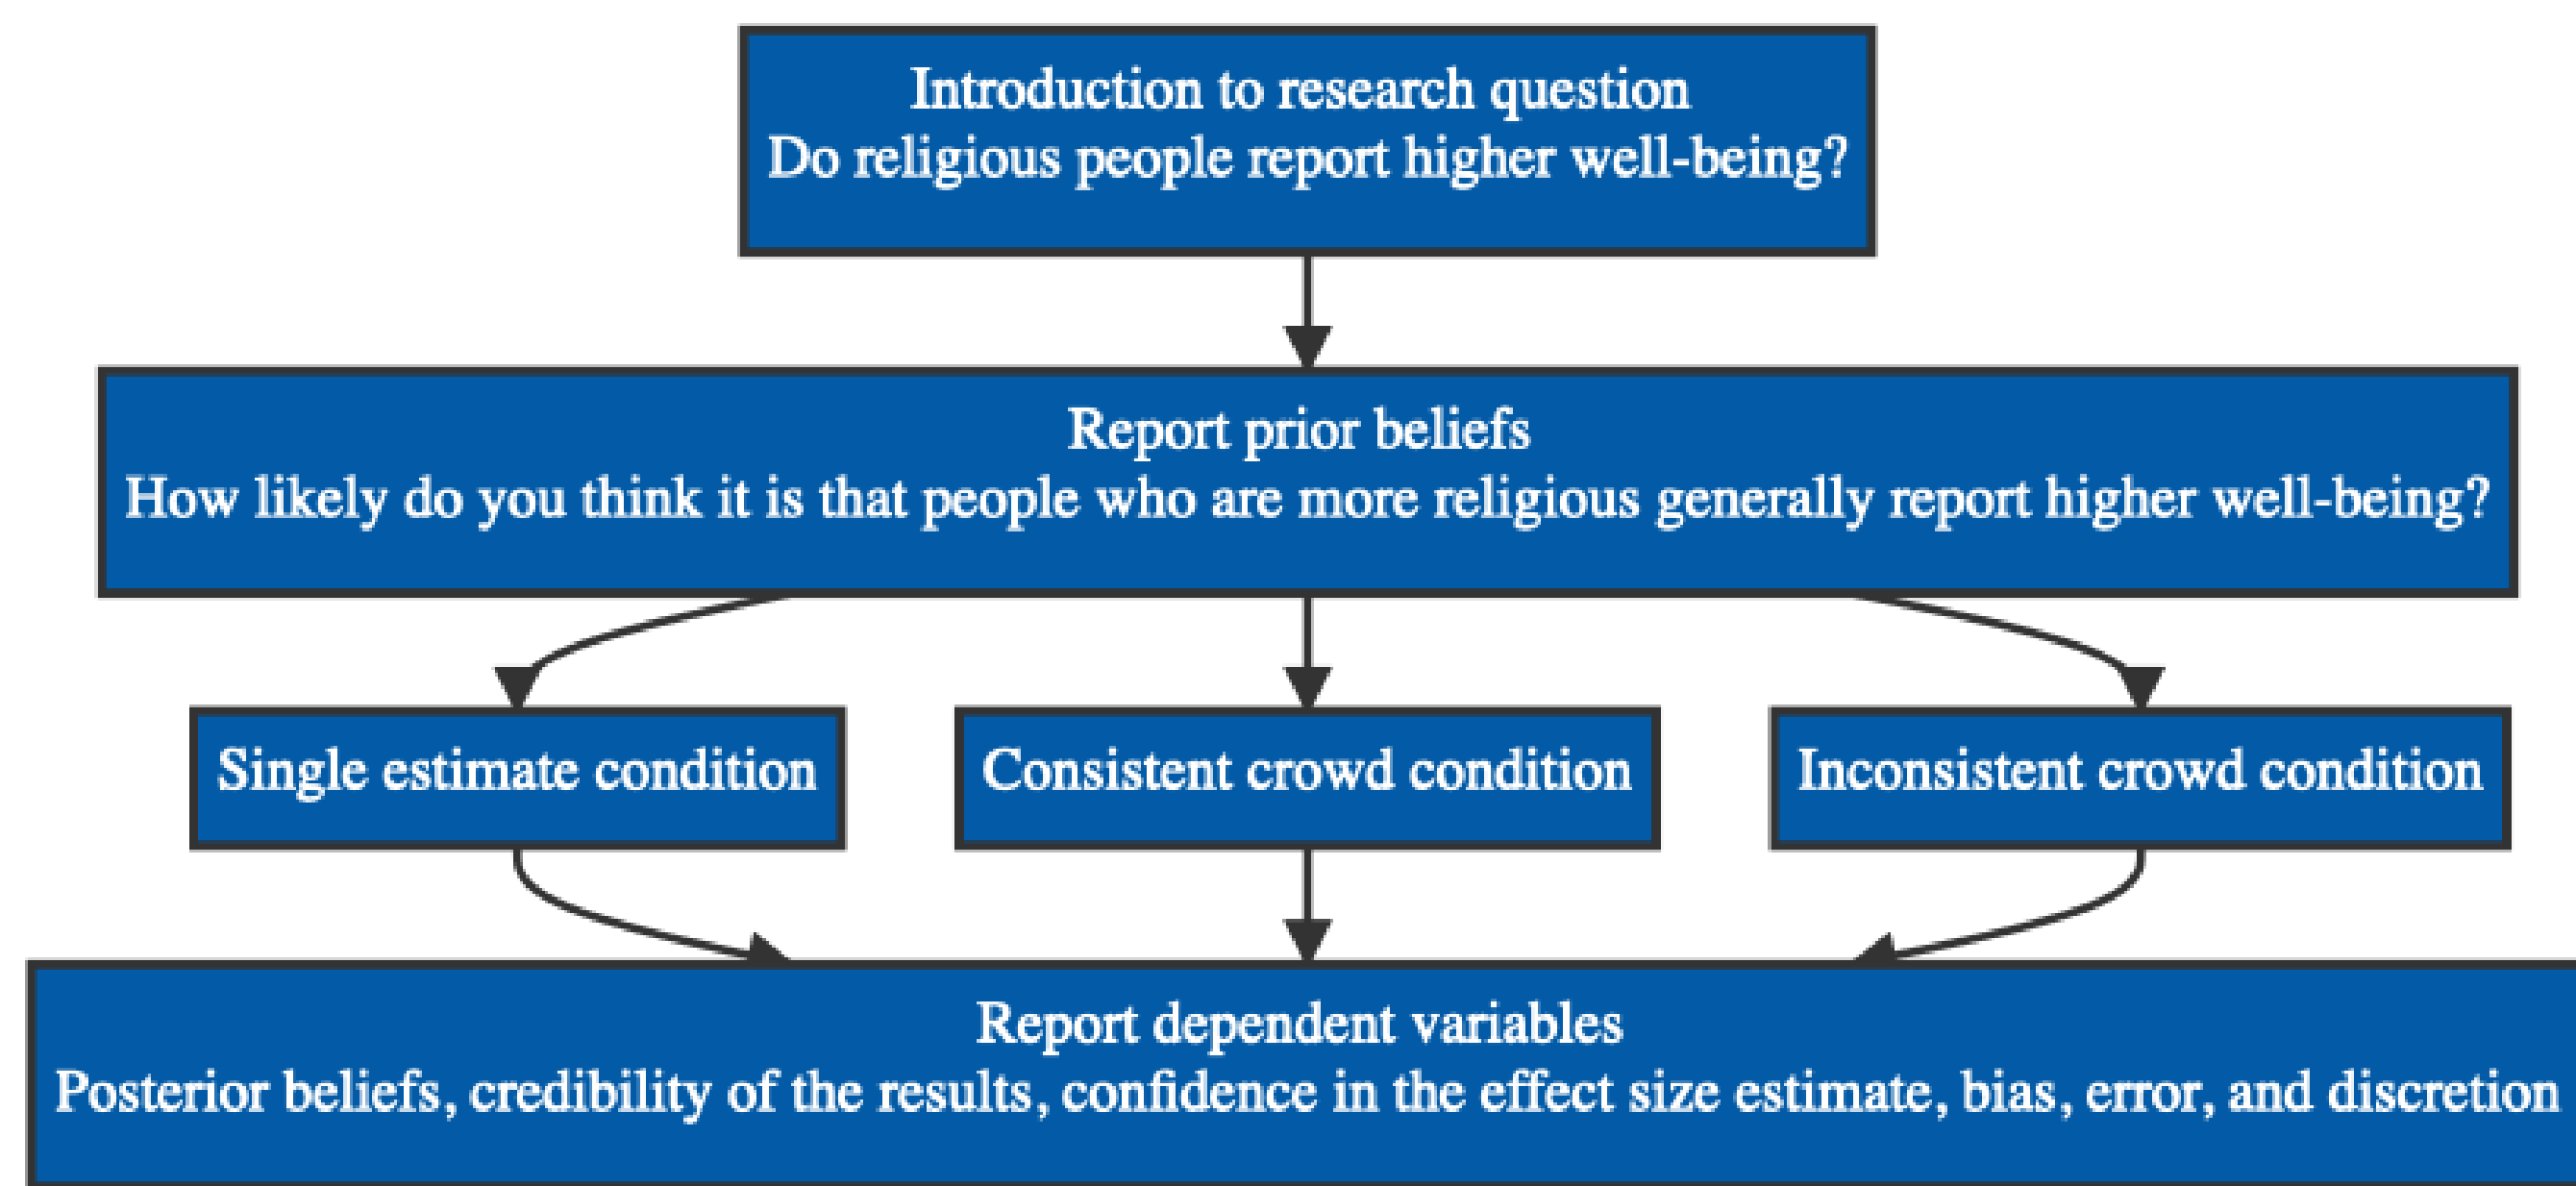 Introduction to research question
Do religious people report higher well-being?
Report prior beliefs
How likely do you think it is that people who are more religious generally report higher well-being?
Single estimate condition
Consistent crowd condition
Inconsistent crowd condition
Report dependent variables
Posterior beliefs, credibility of the results, confidence in the effect size estimate, bias, error, and discretion